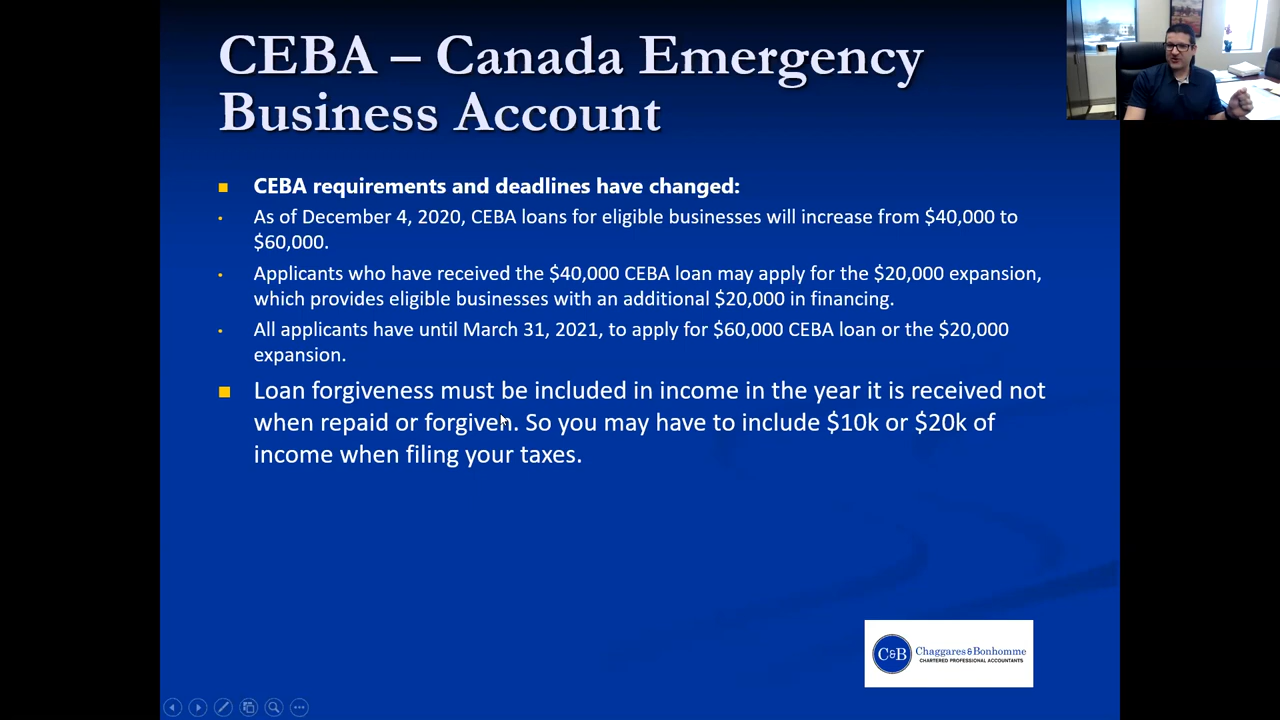 CEBA – Canada Emergency
Business Account
CEBA requirements and deadlines have changed:
As of December 4, 2020, CEBA loans for eligible businesses will increase from $40,000 to
$60,000.
Applicants who have received the $40,000 CEBA loan may apply for the $20,000 expansion,
which provides eligible businesses with an additional $20,000 in financing.
All applicants have until March 31, 2021, to apply for $60,000 CEBA loan or the $20,000
expansion.
Loan forgiveness must be included in income in the year it is received not
when repaid or forgiven. So you may have to include $10k or $20k of
income when filing your taxes.
C&B
Chaggares & Bonhomme
CHARTERED PROFESSIONAL ACCOUNTANTS